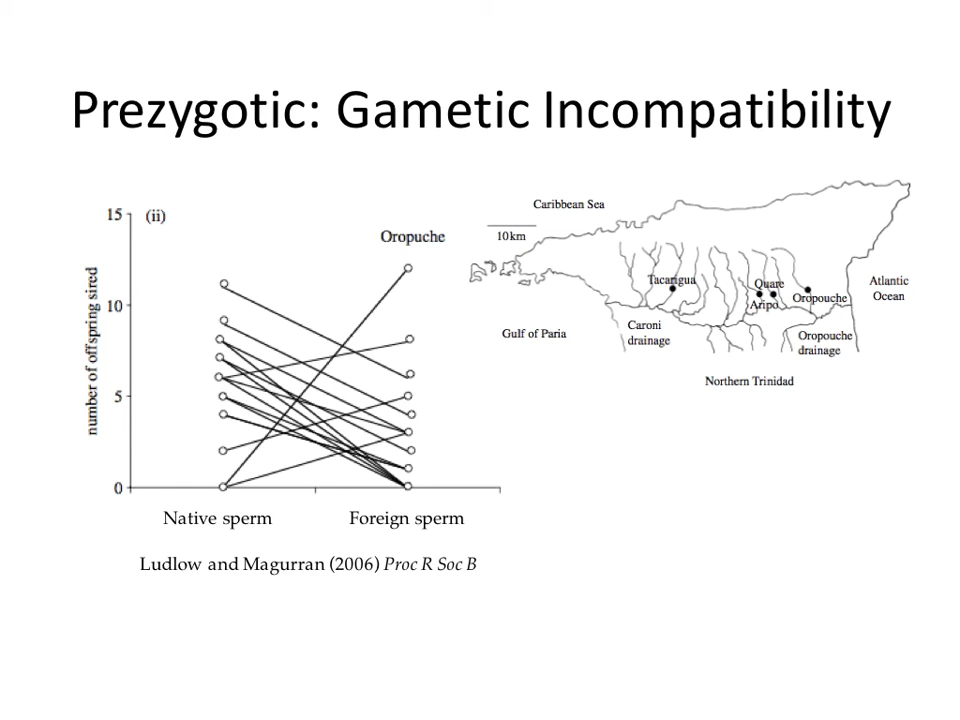 Prezygotic: Gametic Incompatibility
15
(ii)
Oropuche
10
5
0
number of offspring sired
Native sperm
Foreign sperm
Ludlow and Magurran (2006) Proc R Soc B
Caribbean Sea
10 km
Tacarigua
Quare
Aripo
Oropouche
Atlantic
Ocean
Gulf of Paria
Caroni
drainage
Oropouche
drainage
Northern Trinidad